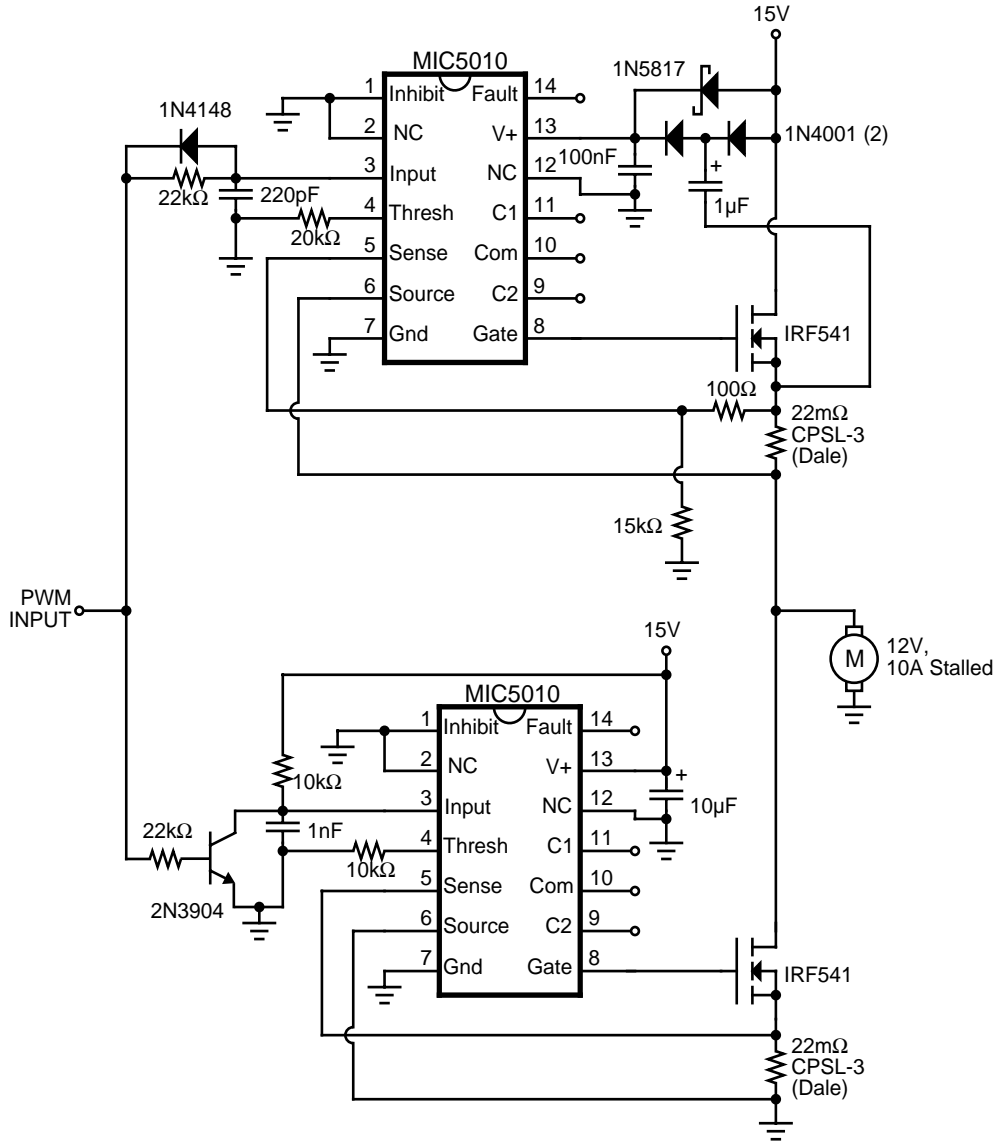 15V
MIC5010
1N5817
1N4148
1 Inhibit Fault 14
2 NC V+ 13
1N4001 (2)
100nF
+
3 Input NC 12
22kΩ
220pF
1µF
4 Thresh C1 11
20kΩ
5 Sense Com 10
6 Source C2 9
7 Gnd Gate 8
IRF541
100Ω
22mΩ
CPSL-3
(Dale)
15kΩ
PWM
INPUT
15V
M
12V,
10A Stalled
MIC5010
1 Inhibit Fault 14
2 NC V+ 13
+
10kΩ
3 Input NC 12
10µF
22kΩ
1nF
4 Thresh C1 11
10kΩ
5 Sense Com 10
2N3904
6 Source C2 9
7 Gnd Gate 8
IRF541
22mΩ
CPSL-3
(Dale)